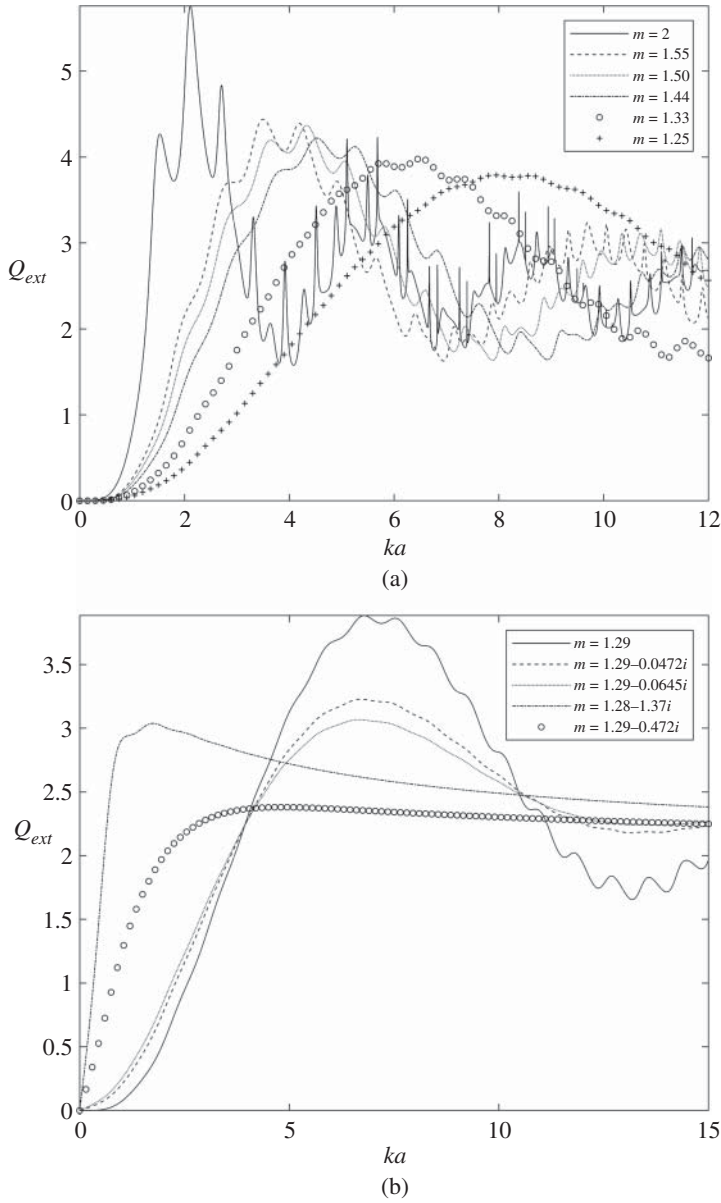 5
4
3
2
1
0
Q_ext
m = 2
m = 1.55
m = 1.50
m = 1.44
m = 1.33
m = 1.25
0 2 4 6 8 10 12
ka
(a)
3.5
3
2.5
2
1.5
1
0.5
0
Q_ext
m = 1.29
m = 1.29–0.0472i
m = 1.29–0.0645i
m = 1.28–1.37i
m = 1.29–0.472i
0 5 10 15
ka
(b)